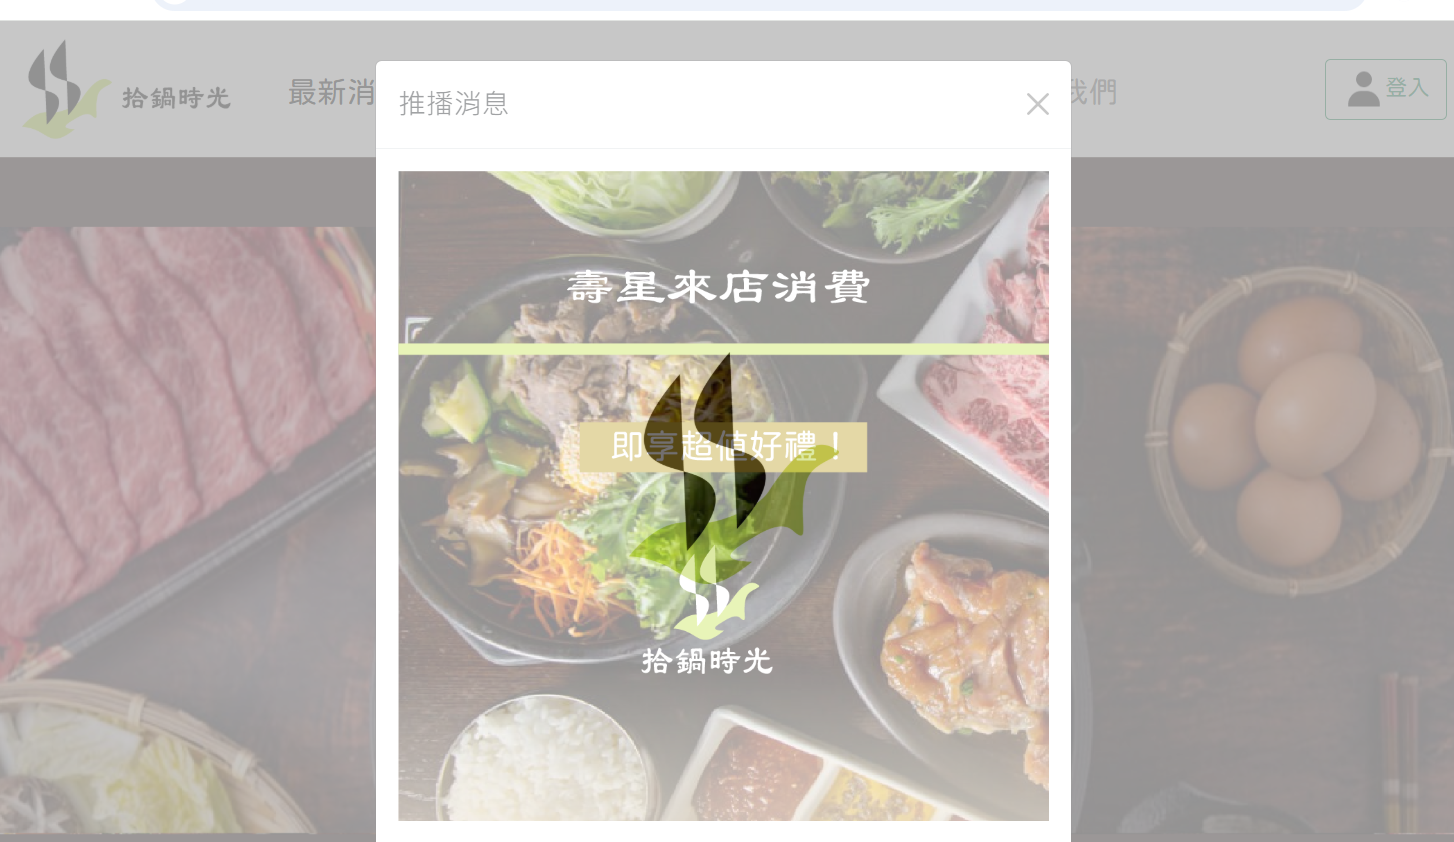 拾鍋時光
最新消
我們
登入
推播消息
壽星來店消費
即享超值好禮！
拾鍋時光